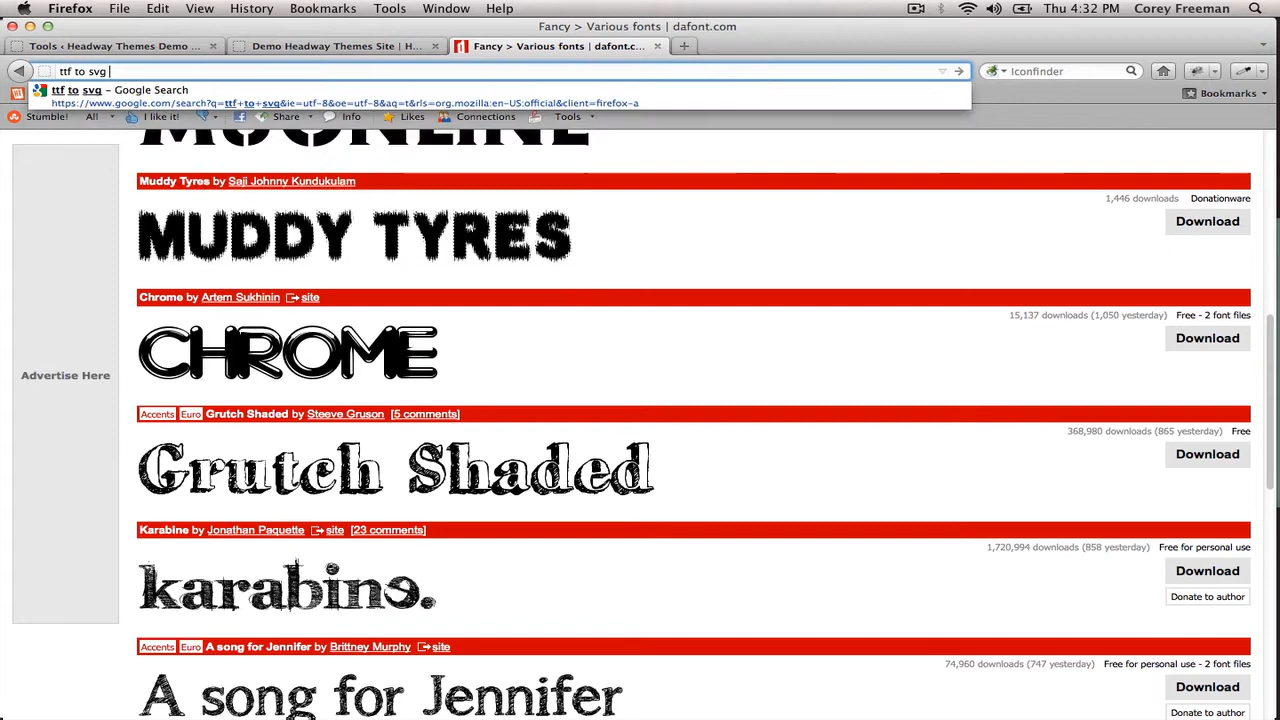 Firefox File Edit View History Bookmarks Tools Window Help Thu 4:32 PM Corey Freeman
Fancy > Various fonts | dafont.com
Tools ‹ Headway Themes Demo ... Demo Headway Themes Site | H... Fancy > Various fonts | dafont.c...
ttf to svg Iconfinder
ttf to svg – Google Search
https://www.google.com/search?q=ttf+to+svg&ie=utf-8&oe=utf-8&aq=t&rls=org.mozilla:en-US:official&client=firefox-a
Bookmarks
Stumble! All I like it! Share Info Likes Connections Tools
MOONLINE
Muddy Tyres by Saji Johnny Kundukulam
1,446 downloads Donationware
Download
MUDDY TYRES
Chrome by Artem Sukhinin site
15,137 downloads (1,050 yesterday) Free - 2 font files
Download
CHROME
Advertise Here
Accents Euro Grutch Shaded by Steeve Gruson [5 comments]
368,980 downloads (865 yesterday) Free
Download
Grutch Shaded
Karabine by Jonathan Paquette site [23 comments]
1,720,994 downloads (858 yesterday) Free for personal use
Download
karabine.
Donate to author
Accents Euro A song for Jennifer by Brittney Murphy site
74,960 downloads (747 yesterday) Free for personal use - 2 font files
Download
A song for Jennifer
Donate to author